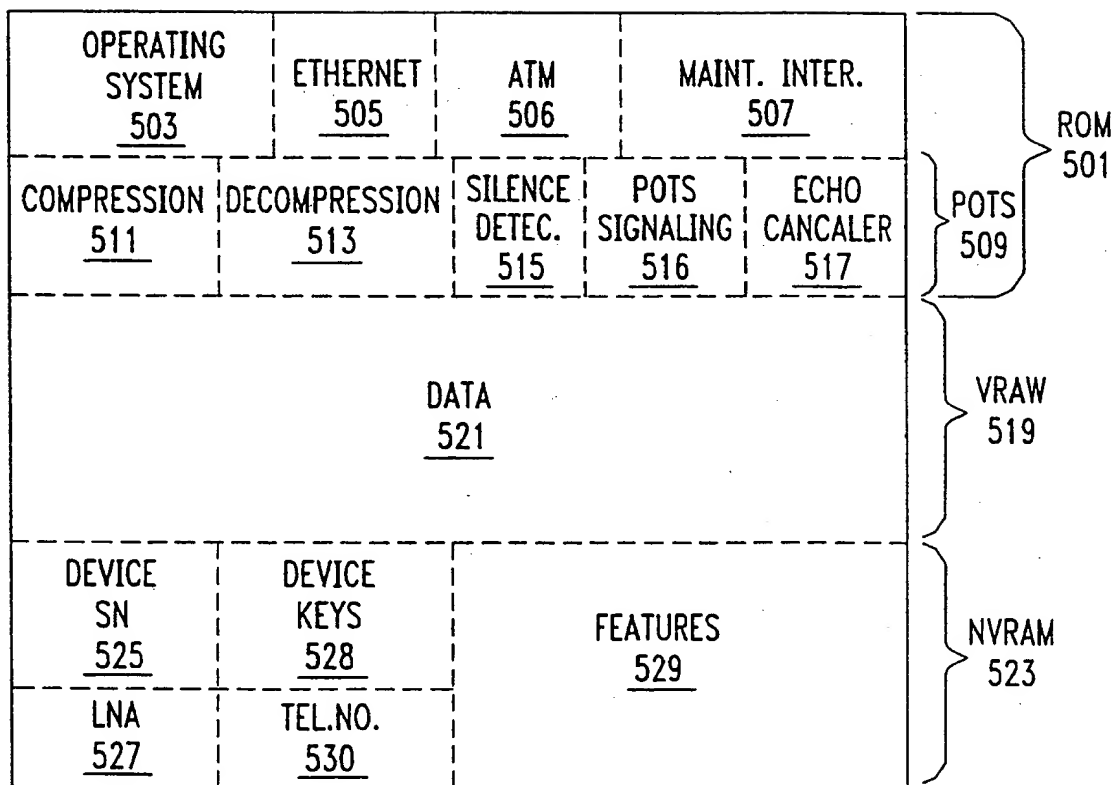 OPERATING
SYSTEM
503
ETHERNET
505
ATM
506
MAINT. INTER.
507
ROM
501
COMPRESSION
511
DECOMPRESSION
513
SILENCE
DETEC.
515
POTS
SIGNALING
516
ECHO
CANCALER
517
POTS
509
DATA
521
VRAW
519
DEVICE
SN
525
DEVICE
KEYS
528
FEATURES
529
NVRAM
523
LNA
527
TEL.NO.
530